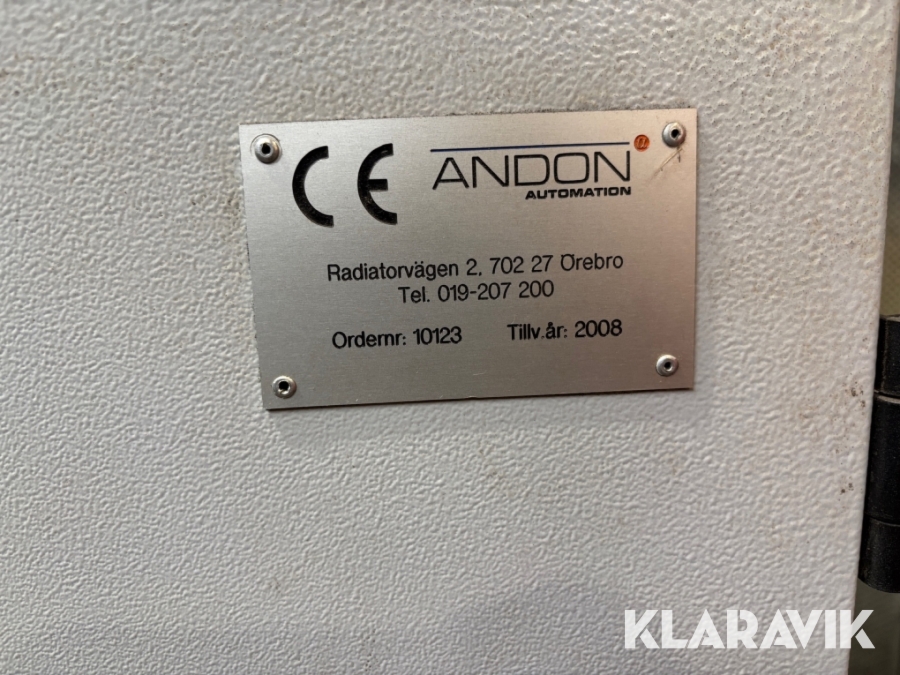 CE ANDON
AUTOMATION
Radiatorvägen 2, 702 27 Örebro
Tel. 019-207 200
Ordernr: 10123 Tillv.år: 2008
KLARAVIK